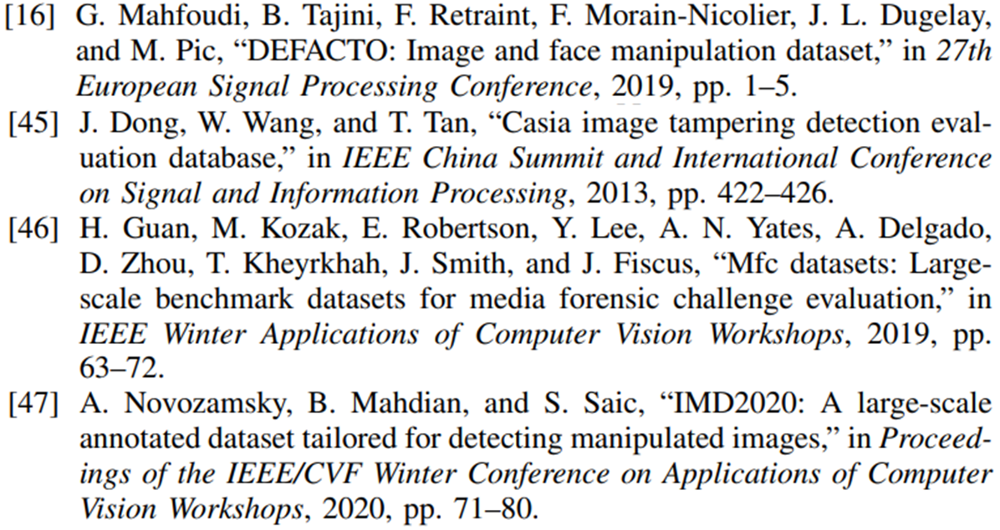 [16] G. Mahfoudi, B. Tajini, F. Retraint, F. Morain-Nicolier, J. L. Dugelay,
and M. Pic, “DEFACTO: Image and face manipulation dataset,” in 27th
European Signal Processing Conference, 2019, pp. 1–5.
[45] J. Dong, W. Wang, and T. Tan, “Casia image tampering detection eval-
uation database,” in IEEE China Summit and International Conference
on Signal and Information Processing, 2013, pp. 422–426.
[46] H. Guan, M. Kozak, E. Robertson, Y. Lee, A. N. Yates, A. Delgado,
D. Zhou, T. Kheyrkhah, J. Smith, and J. Fiscus, “Mfc datasets: Large-
scale benchmark datasets for media forensic challenge evaluation,” in
IEEE Winter Applications of Computer Vision Workshops, 2019, pp.
63–72.
[47] A. Novozamsky, B. Mahdian, and S. Saic, “IMD2020: A large-scale
annotated dataset tailored for detecting manipulated images,” in Proceed-
ings of the IEEE/CVF Winter Conference on Applications of Computer
Vision Workshops, 2020, pp. 71–80.